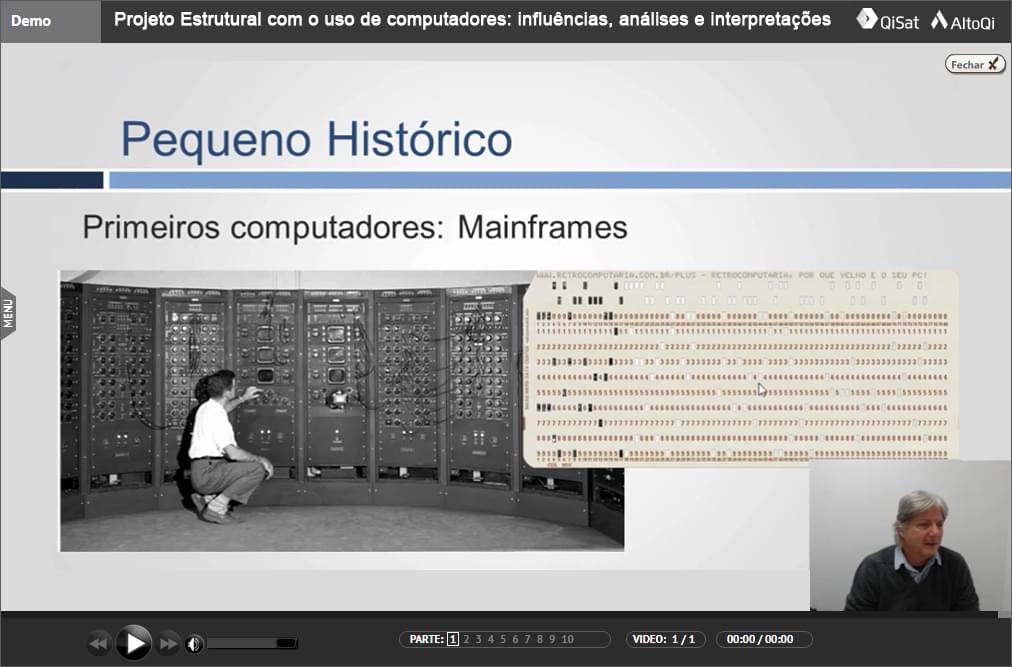 Demo
Projeto Estrutural com o uso de computadores: influências, análises e interpretações
QiSat
AltoQi
Fechar
Pequeno Histórico
Primeiros computadores: Mainframes
WWW.RETROCOMPUTARIA.COM.BR/PLUS - RETROCOMPUTARIA, POR QUE VELHO E O SEU PC!
MENU
PARTE: 1 2 3 4 5 6 7 8 9 10
VIDEO: 1 / 1
00:00 / 00:00